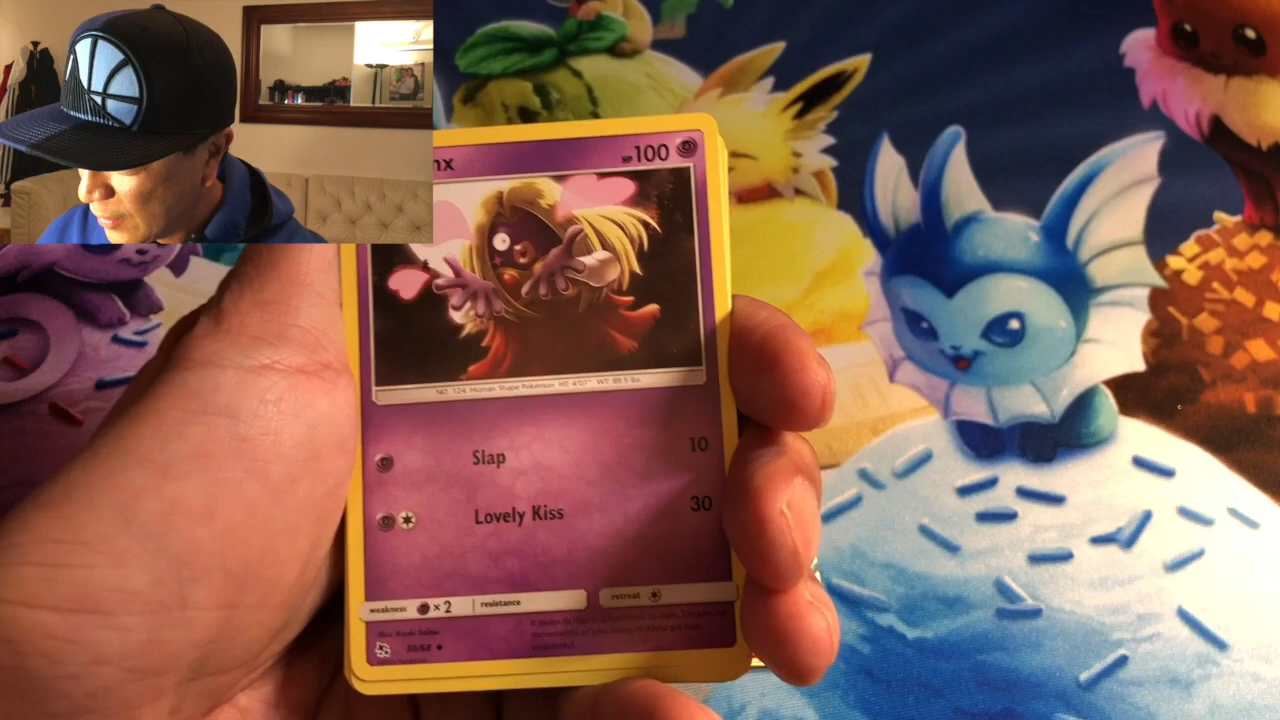 nx HP100
NO. 124 Human Shape Pokémon HT: 4'07" WT: 89.5 lbs.
Slap 10
Lovely Kiss 30
weakness ×2 resistance retreat
30/68